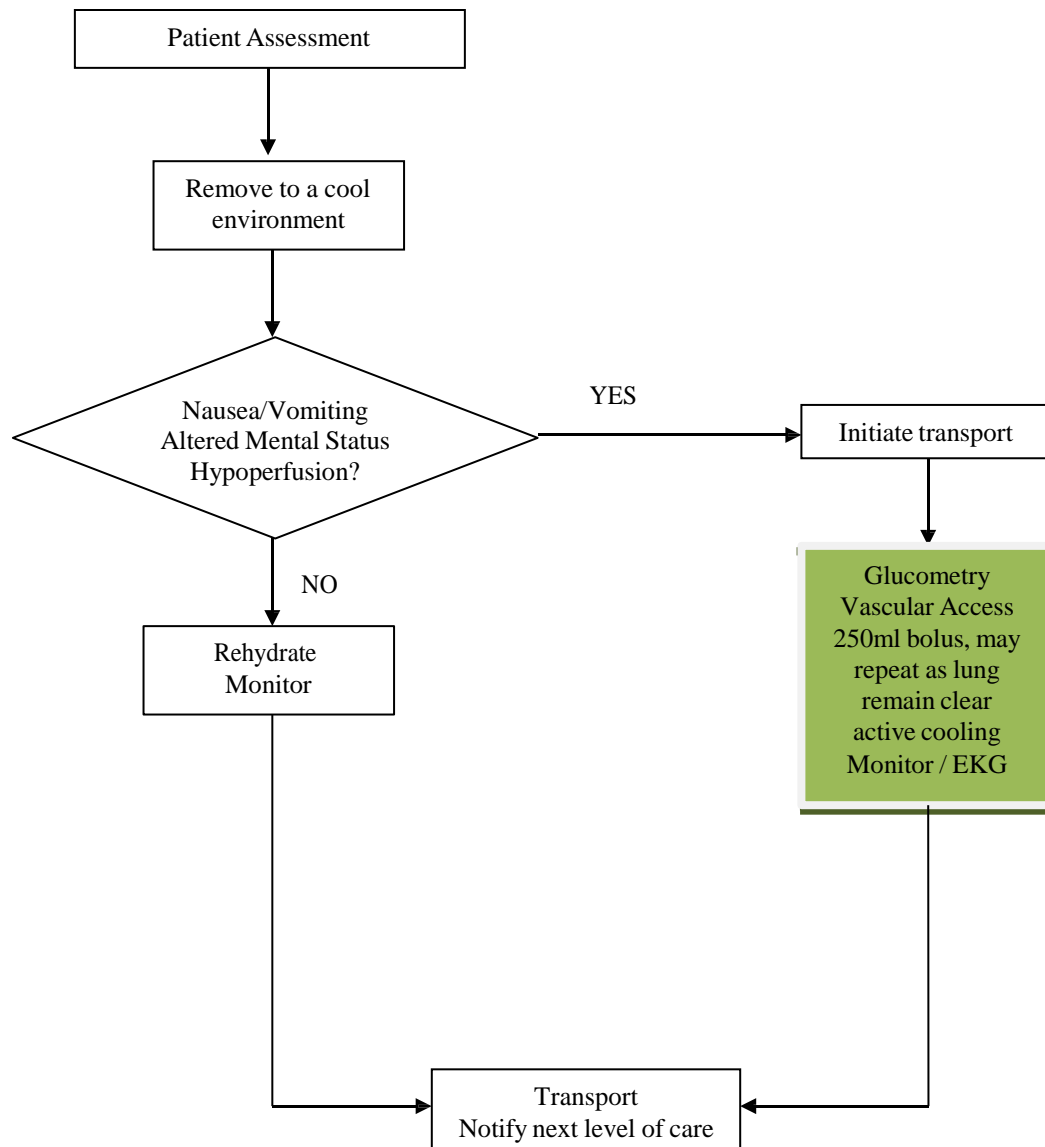 Patient Assessment
Remove to a cool
environment
Nausea/Vomiting
Altered Mental Status
Hypoperfusion?
YES
Initiate transport
NO
Rehydrate
Monitor
Glucometry
Vascular Access
250ml bolus, may
repeat as lung
remain clear
active cooling
Monitor / EKG
Transport
Notify next level of care